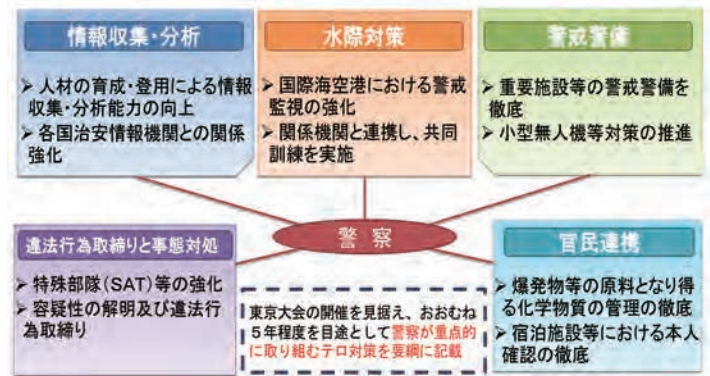 情報収集・分析
➤ 人材の育成・登用による情報
収集・分析能力の向上
➤ 各国治安情報機関との関係
強化
水際対策
➤ 国際海空港における警戒
監視の強化
➤ 関係機関と連携し、共同
訓練を実施
警戒警備
➤ 重要施設等の警戒警備を
徹底
➤ 小型無人機等対策の推進
警察
違法行為取締りと事態対処
➤ 特殊部隊(SAT)等の強化
➤ 容疑性の解明及び違法行
為取締り
東京大会の開催を見据え、おおむね
5年程度を目途として警察が重点的
に取り組むテロ対策を要綱に記載
官民連携
➤ 爆発物等の原料となり得
る化学物質の管理の徹底
➤ 宿泊施設等における本人
確認の徹底